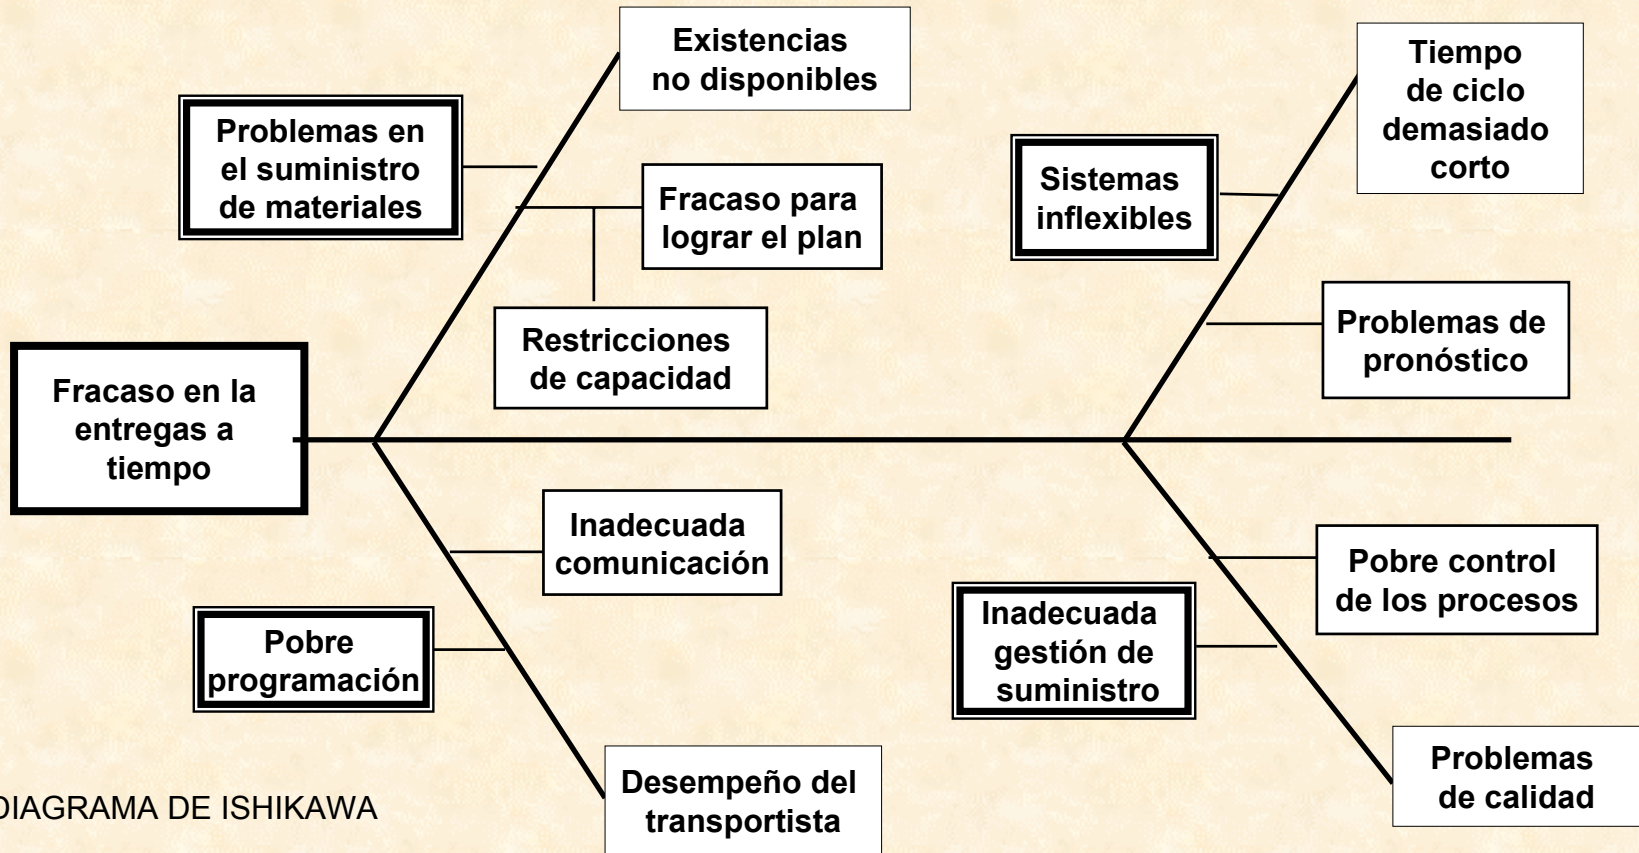 Existencias
no disponibles
Tiempo
de ciclo
demasiado
corto
Problemas en
el suministro
de materiales
Sistemas
inflexibles
Fracaso para
lograr el plan
Restricciones
de capacidad
Problemas de
pronóstico
Fracaso en la
entregas a
tiempo
Inadecuada
comunicación
Pobre control
de los procesos
Pobre
programación
Inadecuada
gestión de
suministro
Desempeño del
transportista
Problemas
de calidad
DIAGRAMA DE ISHIKAWA